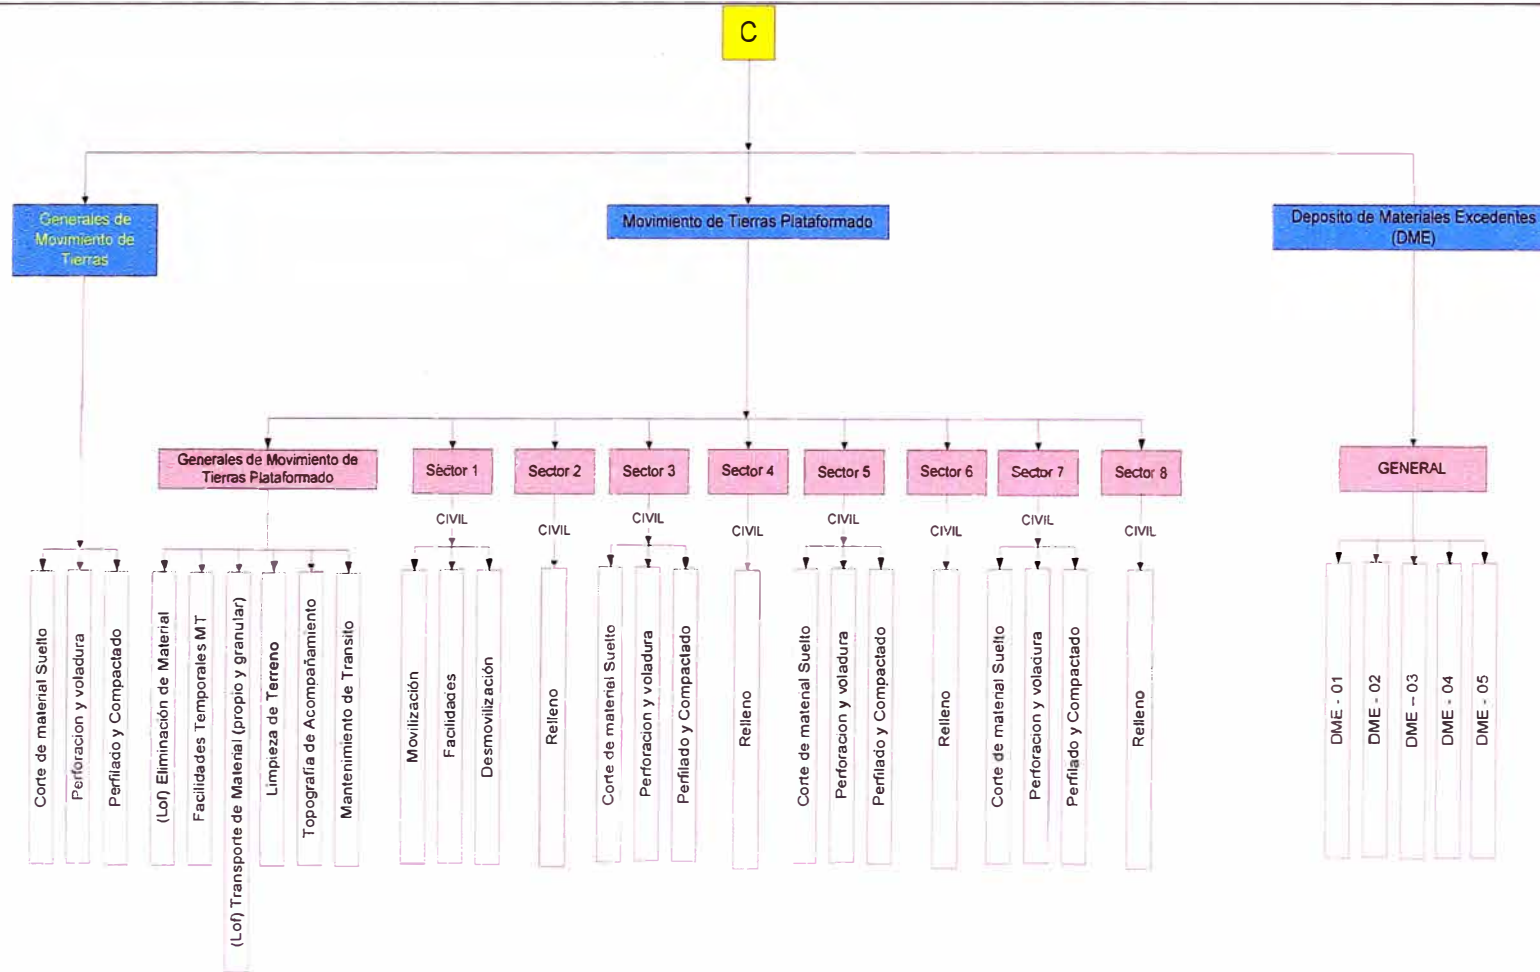 C
Generales de
Movimiento de
Tierras
Movimiento de Tierras Plataformado
Deposito de Materiales Excedentes
(DME)
Generales de Movimiento de
Tierras Plataformado
Sector 1
Sector 2
Sector 3
Sector 4
Sector 5
Sector 6
Sector 7
Sector 8
GENERAL
CIVIL
CIVIL
CIVIL
CIVIL
CIVIL
CIVIL
CIVIL
CIVIL
Corte de material Suelto
Perforacion y voladura
Perfilado y Compactado
(Lof) Eliminación de Material
Facilidades Temporales MT
(Lof) Transporte de Material (propio y granular)
Limpieza de Terreno
Topografía de Acompañamiento
Mantenimiento de Transito
Movilización
Facilidades
Desmovilización
Relleno
Corte de material Suelto
Perforacion y voladura
Perfilado y Compactado
Relleno
Corte de material Suelto
Perforacion y voladura
Perfilado y Compactado
Relleno
Corte de material Suelto
Perforacion y voladura
Perfilado y Compactado
Relleno
DME - 01
DME - 02
DME – 03
DME - 04
DME - 05